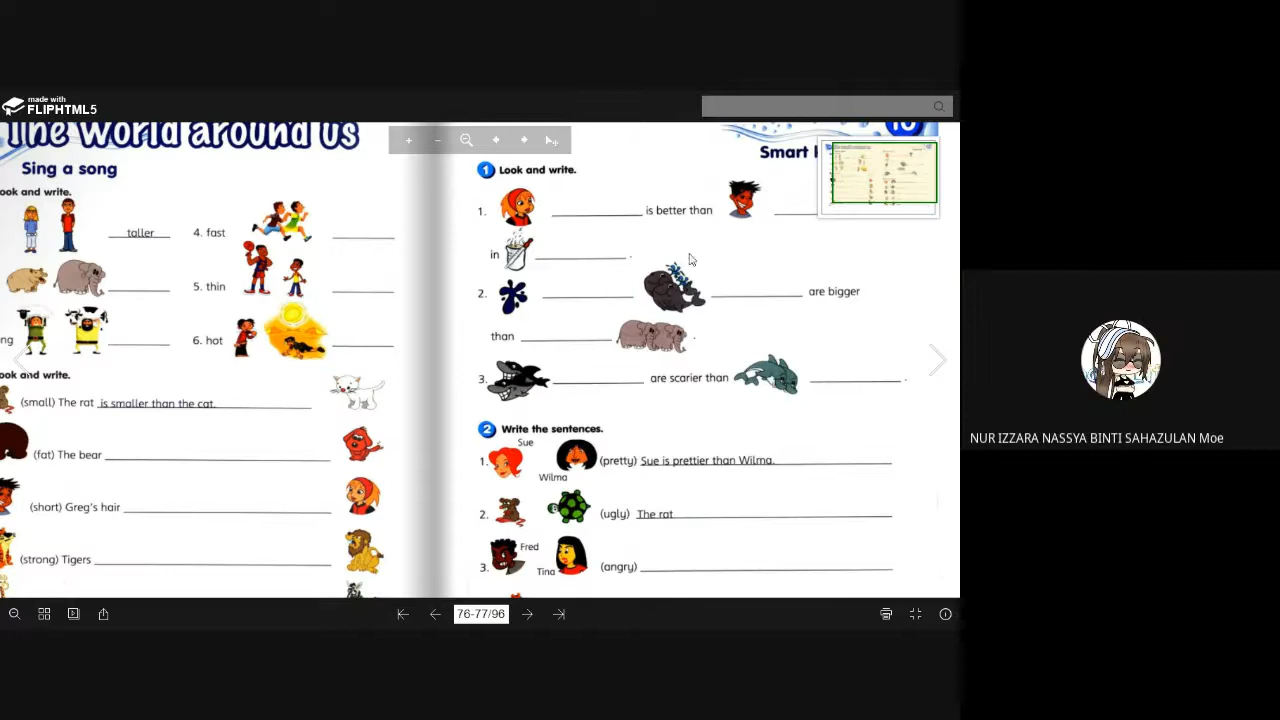 made with
FLIPHTML5
The World around us
Sing a song
ook and write.
taller
4. fast
5. thin
ng
6. hot
ook and write.
(small) The rat is smaller than the cat.
(fat) The bear
(short) Greg's hair
(strong) Tigers
Smart
1 Look and write.
1. is better than
in .
2. are bigger
than .
3. are scarier than .
2 Write the sentences.
Sue
1. (pretty) Sue is prettier than Wilma.
Wilma
2. (ugly) The rat
Fred
3. Tina (angry)
76-77/96
NUR IZZARA NASSYA BINTI SAHAZULAN Moe